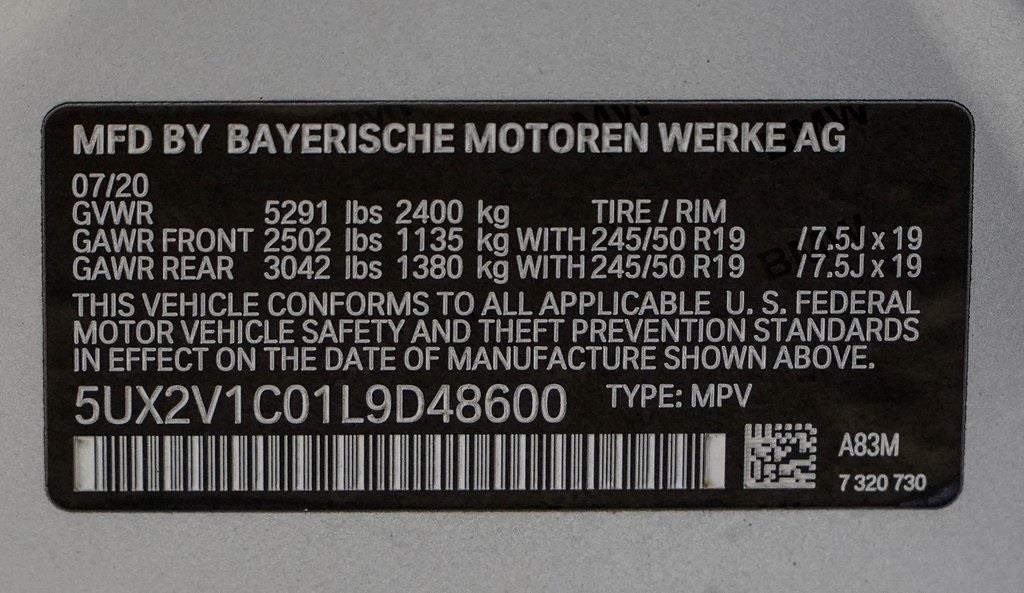 MFD BY BAYERISCHE MOTOREN WERKE AG
07/20
GVWR 5291 lbs 2400 kg TIRE / RIM
GAWR FRONT 2502 lbs 1135 kg WITH 245/50 R19 /7.5J x 19
GAWR REAR 3042 lbs 1380 kg WITH 245/50 R19 /7.5J x 19
THIS VEHICLE CONFORMS TO ALL APPLICABLE U. S. FEDERAL
MOTOR VEHICLE SAFETY AND THEFT PREVENTION STANDARDS
IN EFFECT ON THE DATE OF MANUFACTURE SHOWN ABOVE.
5UX2V1C01L9D48600 TYPE: MPV
A83M
7 320 730